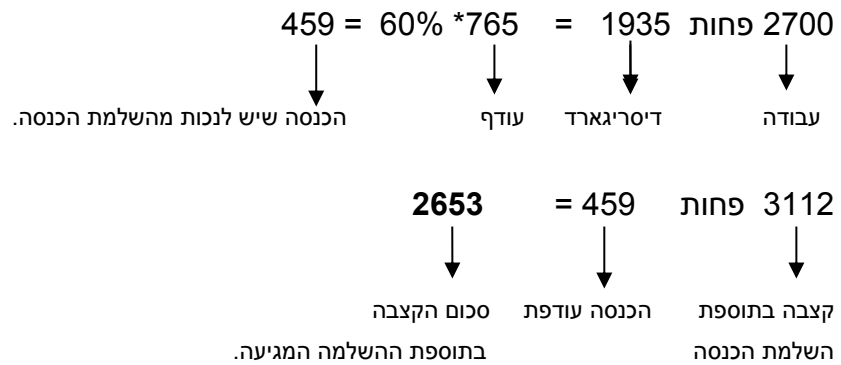 2700 פחות 1935 = 765* 60% = 459
עבודה דיסריגארד עודף הכנסה שיש לנכות מהשלמת הכנסה.
3112 פחות 459 = 2653
קצבה בתוספת הכנסה עודפת סכום הקצבה
השלמת הכנסה בתוספת ההשלמה המגיעה.